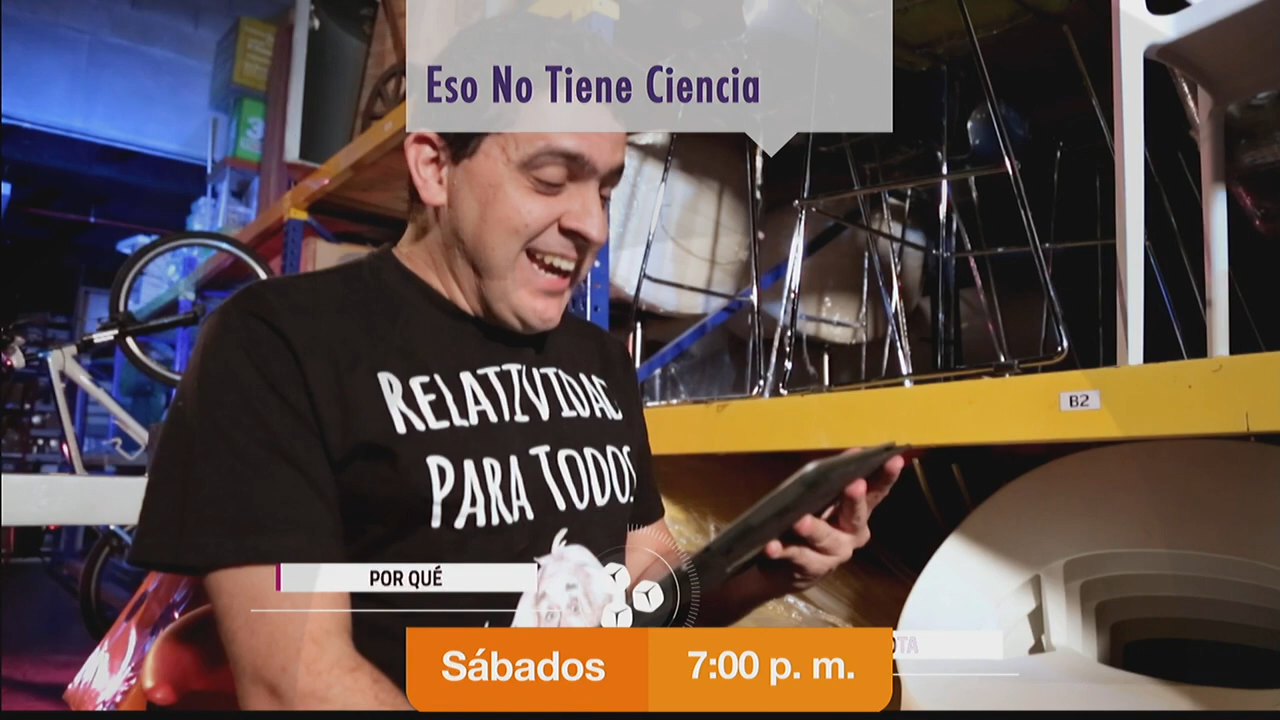 Eso No Tiene Ciencia
RELATIVIDAD
PARA TODOS
B2
POR QUÉ
Sábados
7:00 p. m.